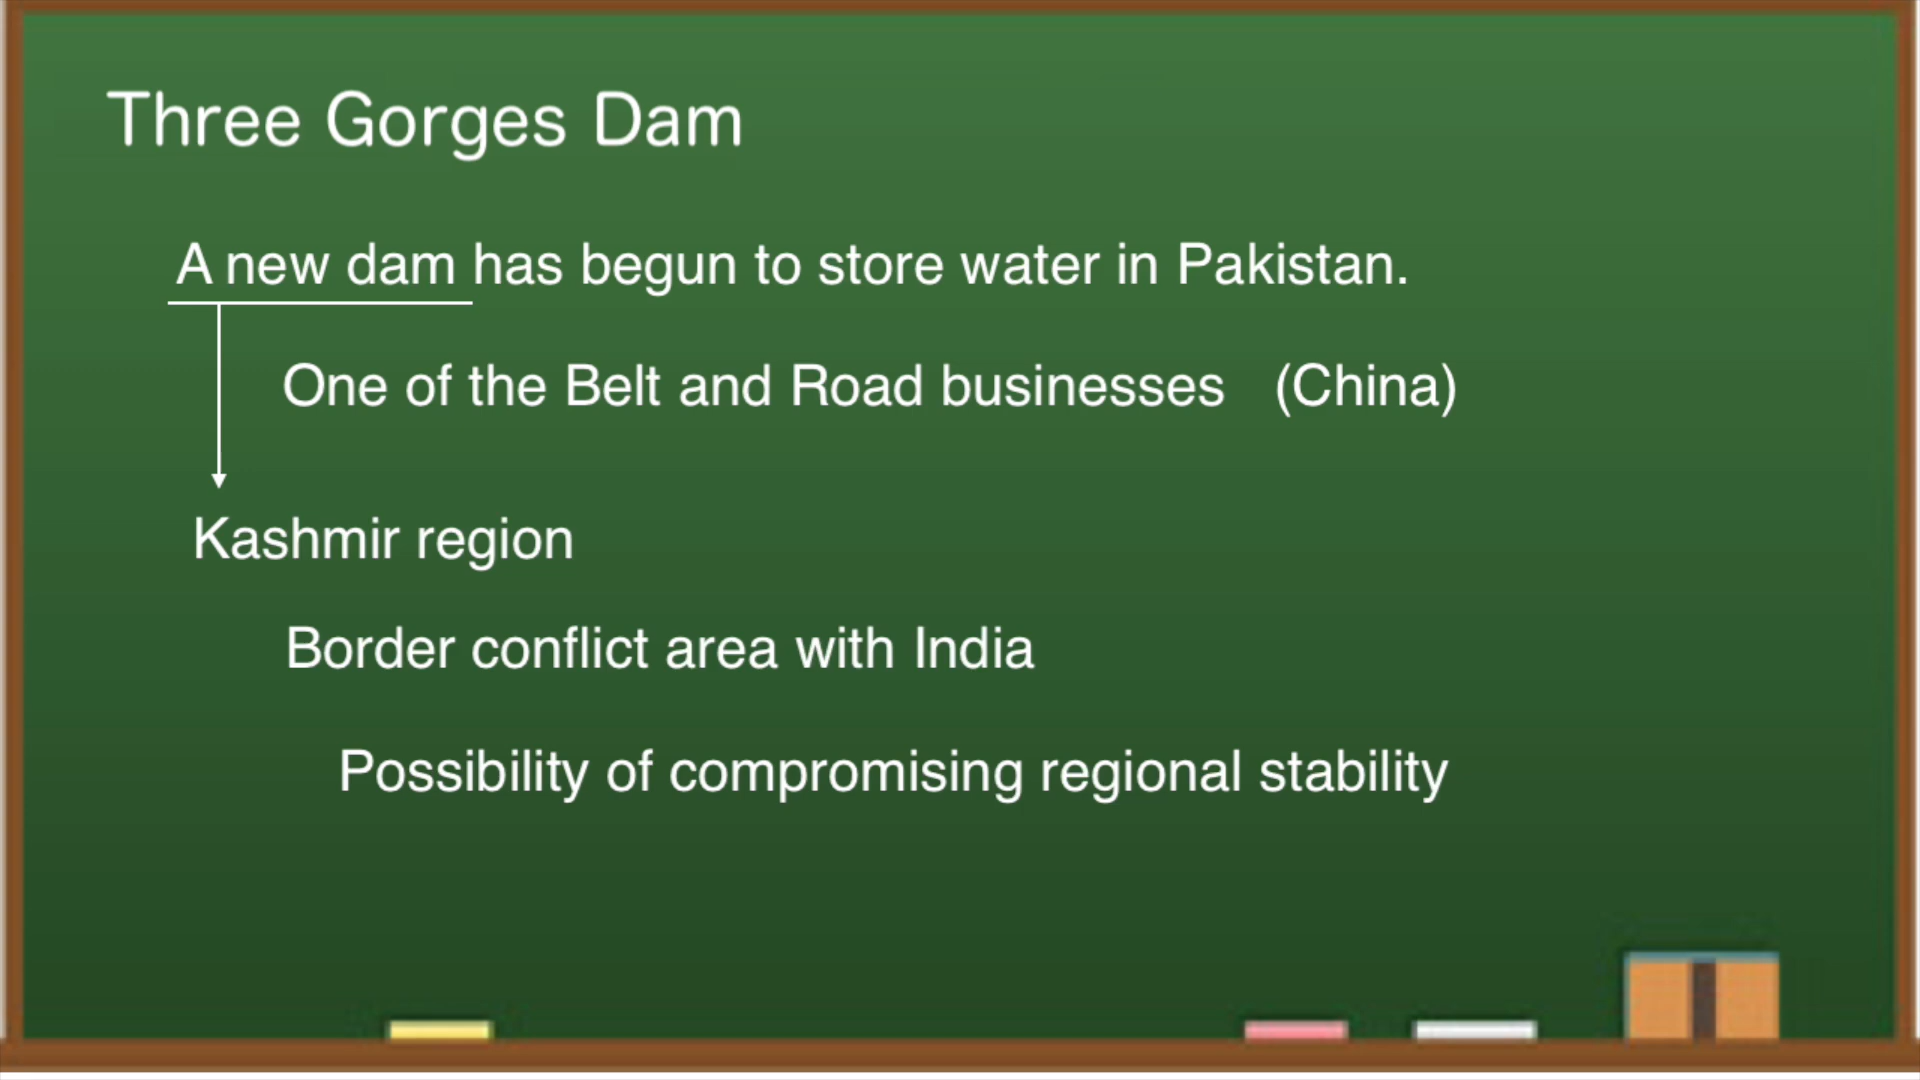 Three Gorges Dam
A new dam has begun to store water in Pakistan.
One of the Belt and Road businesses (China)
Kashmir region
Border conflict area with India
Possibility of compromising regional stability